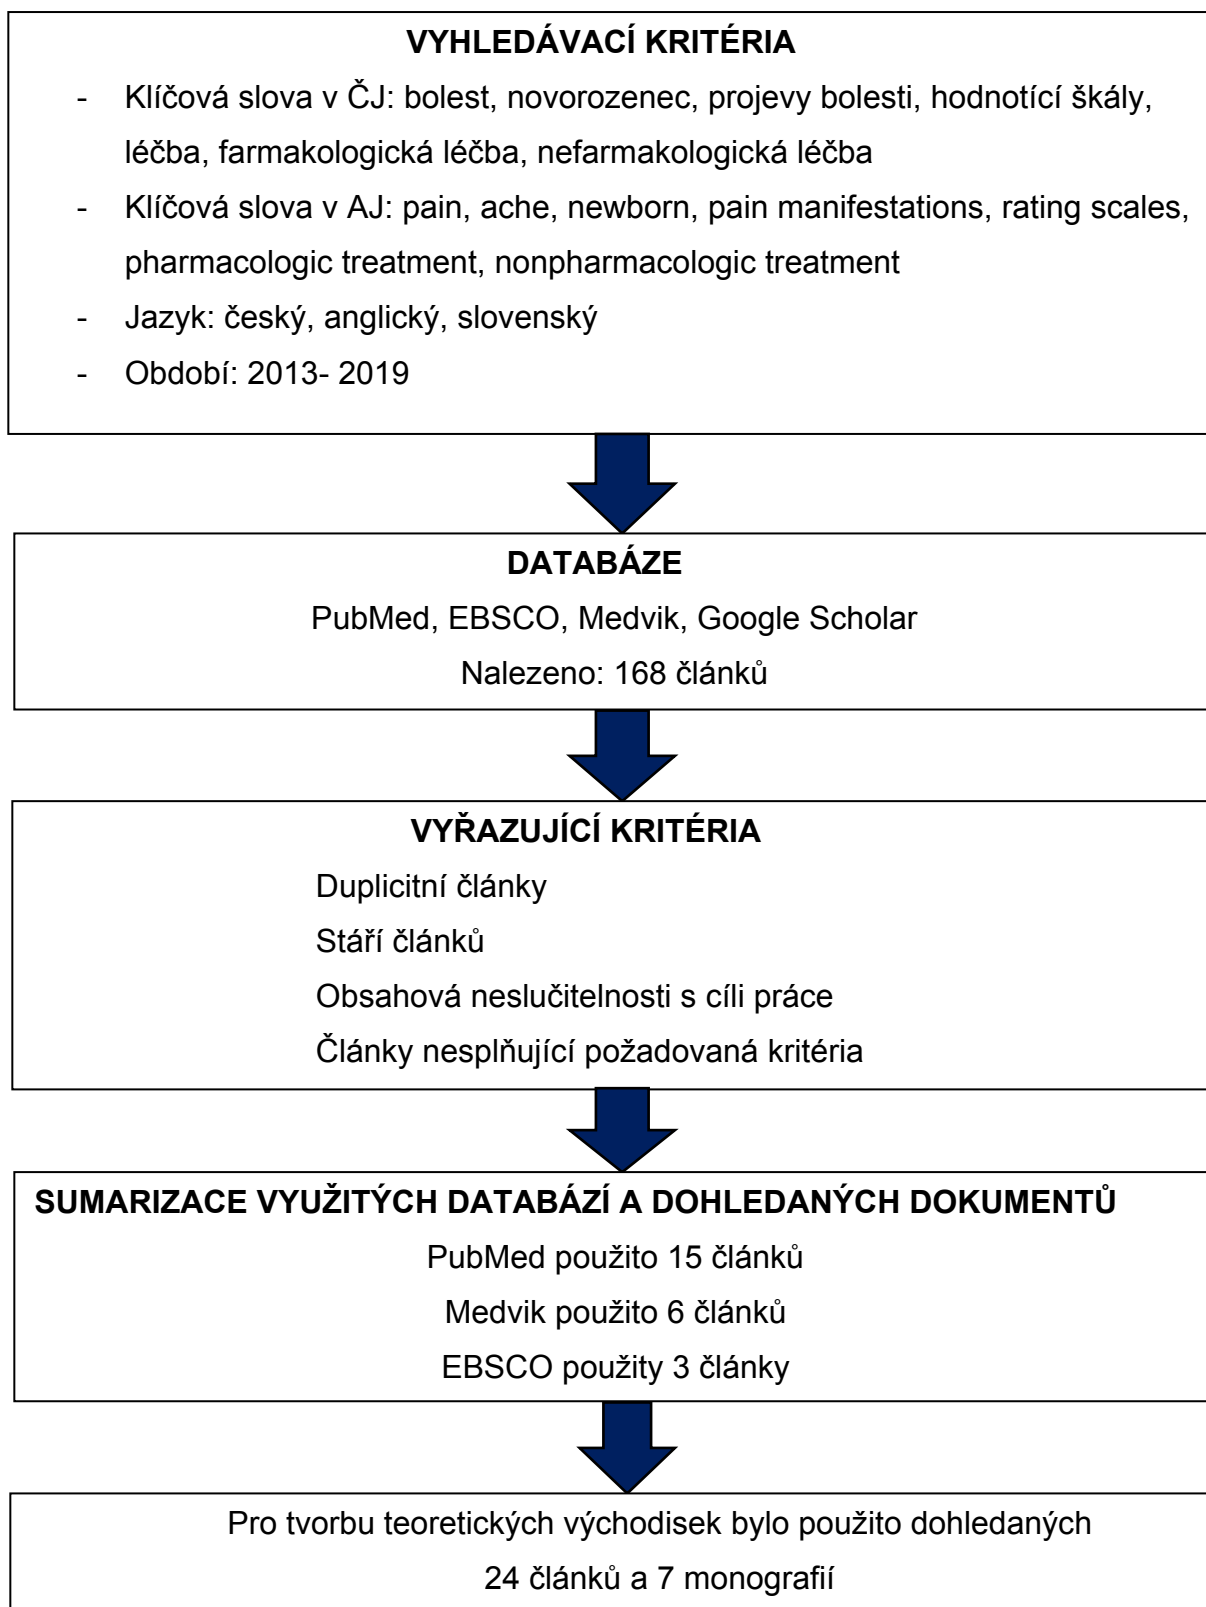 VYHLEDÁVACÍ KRITÉRIA
- Klíčová slova v ČJ: bolest, novorozenec, projevy bolesti, hodnotící škály,
léčba, farmakologická léčba, nefarmakologická léčba
- Klíčová slova v AJ: pain, ache, newborn, pain manifestations, rating scales,
pharmacologic treatment, nonpharmacologic treatment
- Jazyk: český, anglický, slovenský
- Období: 2013- 2019
DATABÁZE
PubMed, EBSCO, Medvik, Google Scholar
Nalezeno: 168 článků
VYŘAZUJÍCÍ KRITÉRIA
Duplicitní články
Stáří článků
Obsahová neslučitelnosti s cíli práce
Články nesplňující požadovaná kritéria
SUMARIZACE VYUŽITÝCH DATABÁZÍ A DOHLEDANÝCH DOKUMENTŮ
PubMed použito 15 článků
Medvik použito 6 článků
EBSCO použity 3 články
Pro tvorbu teoretických východisek bylo použito dohledaných
24 článků a 7 monografií